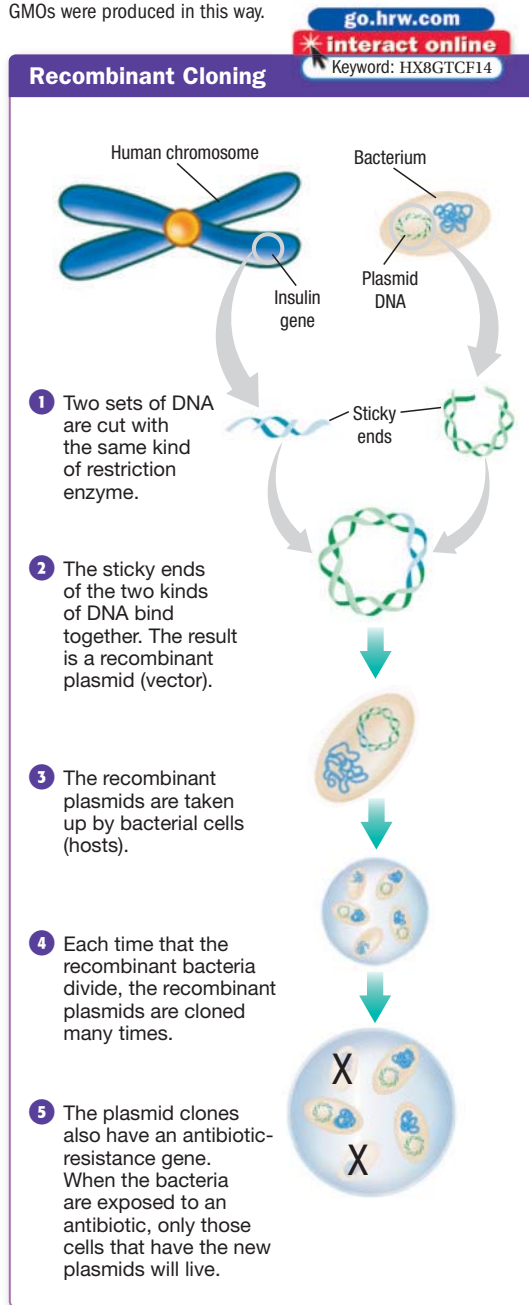 GMOs were produced in this way.
go.hrw.com
interact online
Keyword: HX8GTCF14
Recombinant Cloning
Human chromosome
Bacterium
Insulin
gene
Plasmid
DNA
1 Two sets of DNA
are cut with
the same kind
of restriction
enzyme.
Sticky
ends
2 The sticky ends
of the two kinds
of DNA bind
together. The result
is a recombinant
plasmid (vector).
3 The recombinant
plasmids are taken
up by bacterial cells
(hosts).
4 Each time that the
recombinant bacteria
divide, the recombinant
plasmids are cloned
many times.
5 The plasmid clones
also have an antibiotic-
resistance gene.
When the bacteria
are exposed to an
antibiotic, only those
cells that have the new
plasmids will live.
X
X